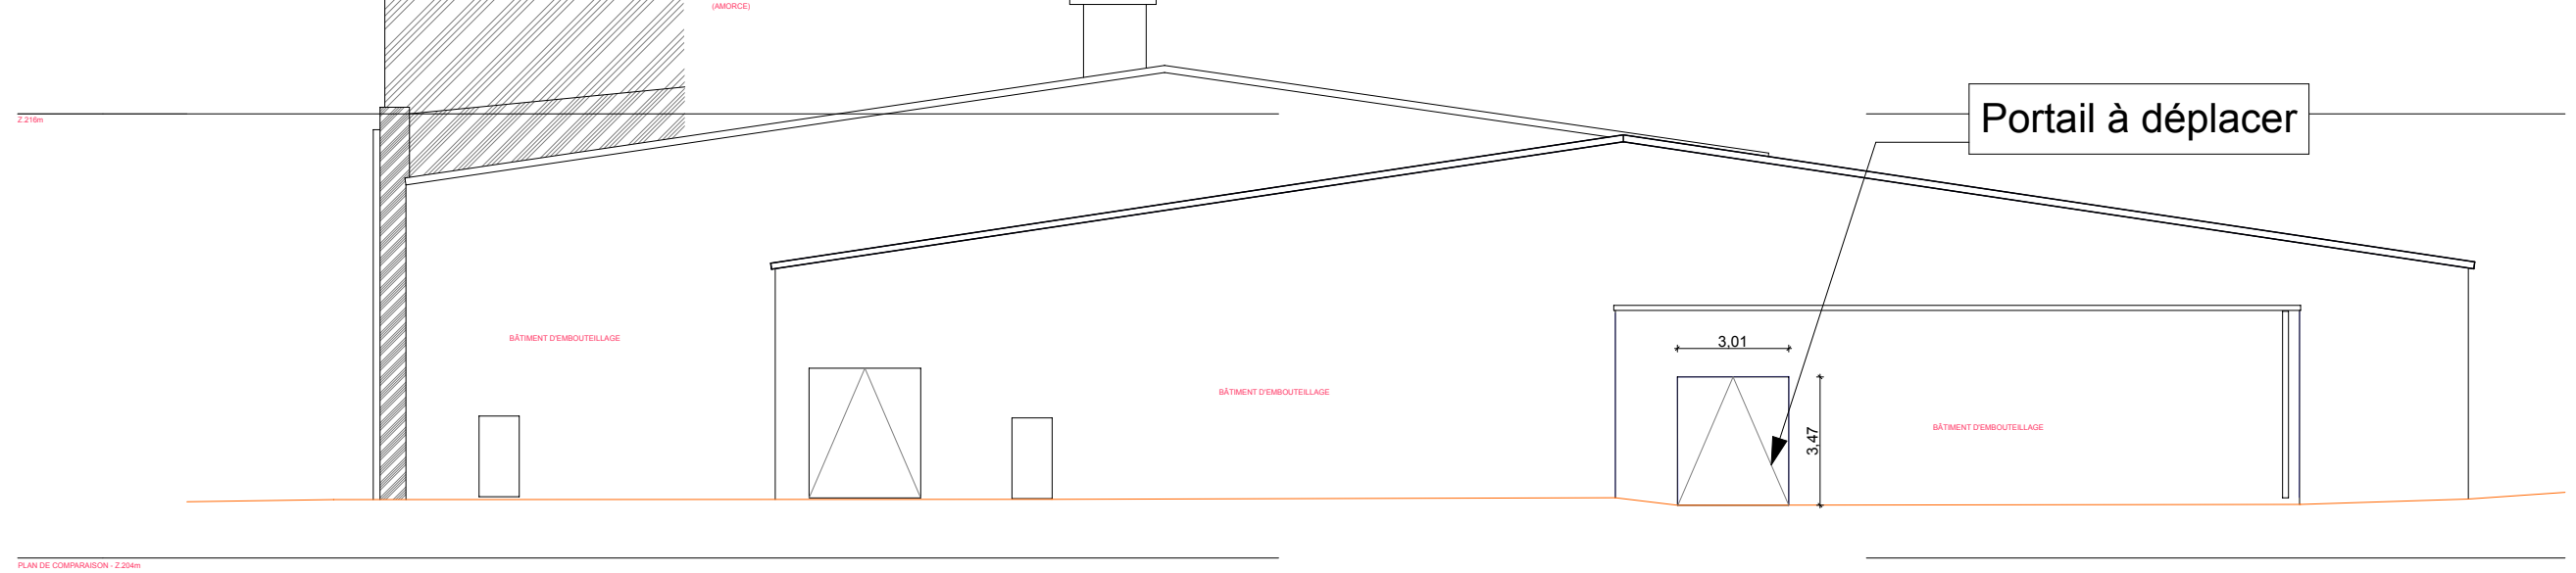 (AMORCE)
Z.216m
Portail à déplacer
BÂTIMENT D'EMBOUTEILLAGE
3,01
BÂTIMENT D'EMBOUTEILLAGE
3,47
BÂTIMENT D'EMBOUTEILLAGE
PLAN DE COMPARAISON - Z.204m